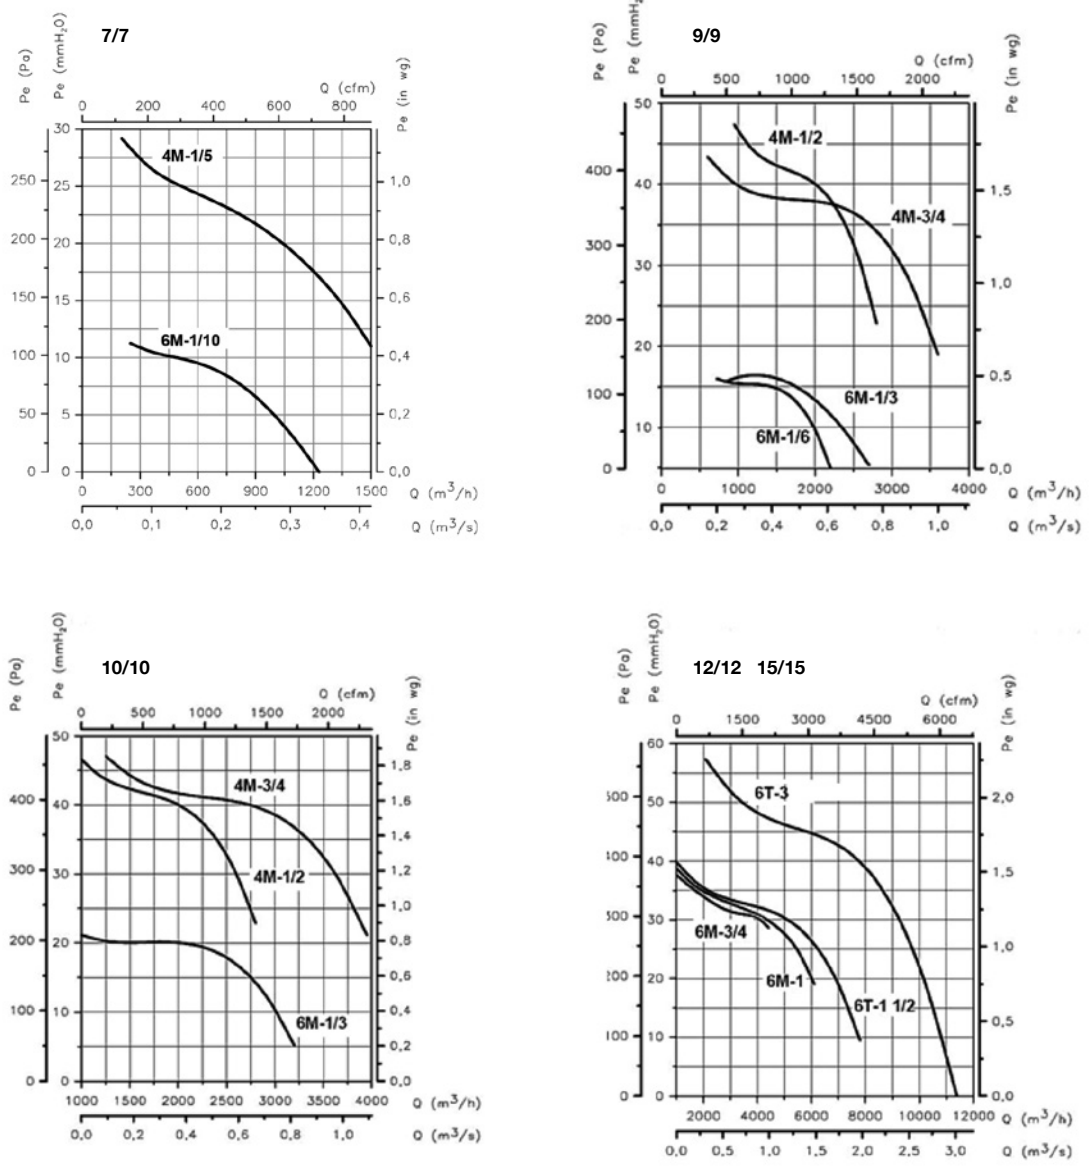 7/7
Q (cfm)
Pe (Pa)
Pe (mmH2O)
Pe (in wg)
0 200 400 600 800
30
25
20
15
10
5
0
250
200
150
100
50
0
1,0
0,8
0,6
0,4
0,2
0,0
4M-1/5
6M-1/10
0 300 600 900 1200 1500 Q (m3/h)
0,0 0,1 0,2 0,3 0,4 Q (m3/s)
9/9
Q (cfm)
Pe (Pa)
Pe (mmH
Pe (in wg)
0 500 1000 1500 2000
50
40
30
20
10
400
300
200
100
0
1,5
1,0
0,5
0,0
4M-1/2
4M-3/4
6M-1/3
6M-1/6
0 1000 2000 3000 4000
Q (m3/h)
0,0 0,2 0,4 0,6 0,8 1,0 Q (m3/s)
10/10
Q (cfm)
Pe (Pa)
Pe (mmH2O)
Pe (in wg)
0 500 1000 1500 2000
50
40
30
20
10
0
400
300
200
100
0
1,8
1,6
1,4
1,2
1,0
0,8
0,6
0,4
0,2
0,0
4M-3/4
4M-1/2
6M-1/3
1000 1500 2000 2500 3000 3500 4000 Q (m3/h)
0,0 0,2 0,4 0,6 0,8 1,0 Q (m3/s)
12/12 15/15
Q (cfm)
Pe (Pa)
Pe (mmH2O)
Pe (in wg)
0 1500 3000 4500 6000
60
50
40
30
20
10
0
100
0
2,0
1,5
1,0
0,5
0,0
6T-3
6M-3/4
6M-1
6T-1 1/2
2000 4000 6000 8000 10000 12000 Q (m3/h)
0,0 0,5 1,0 1,5 2,0 2,5 3,0 Q (m3/s)